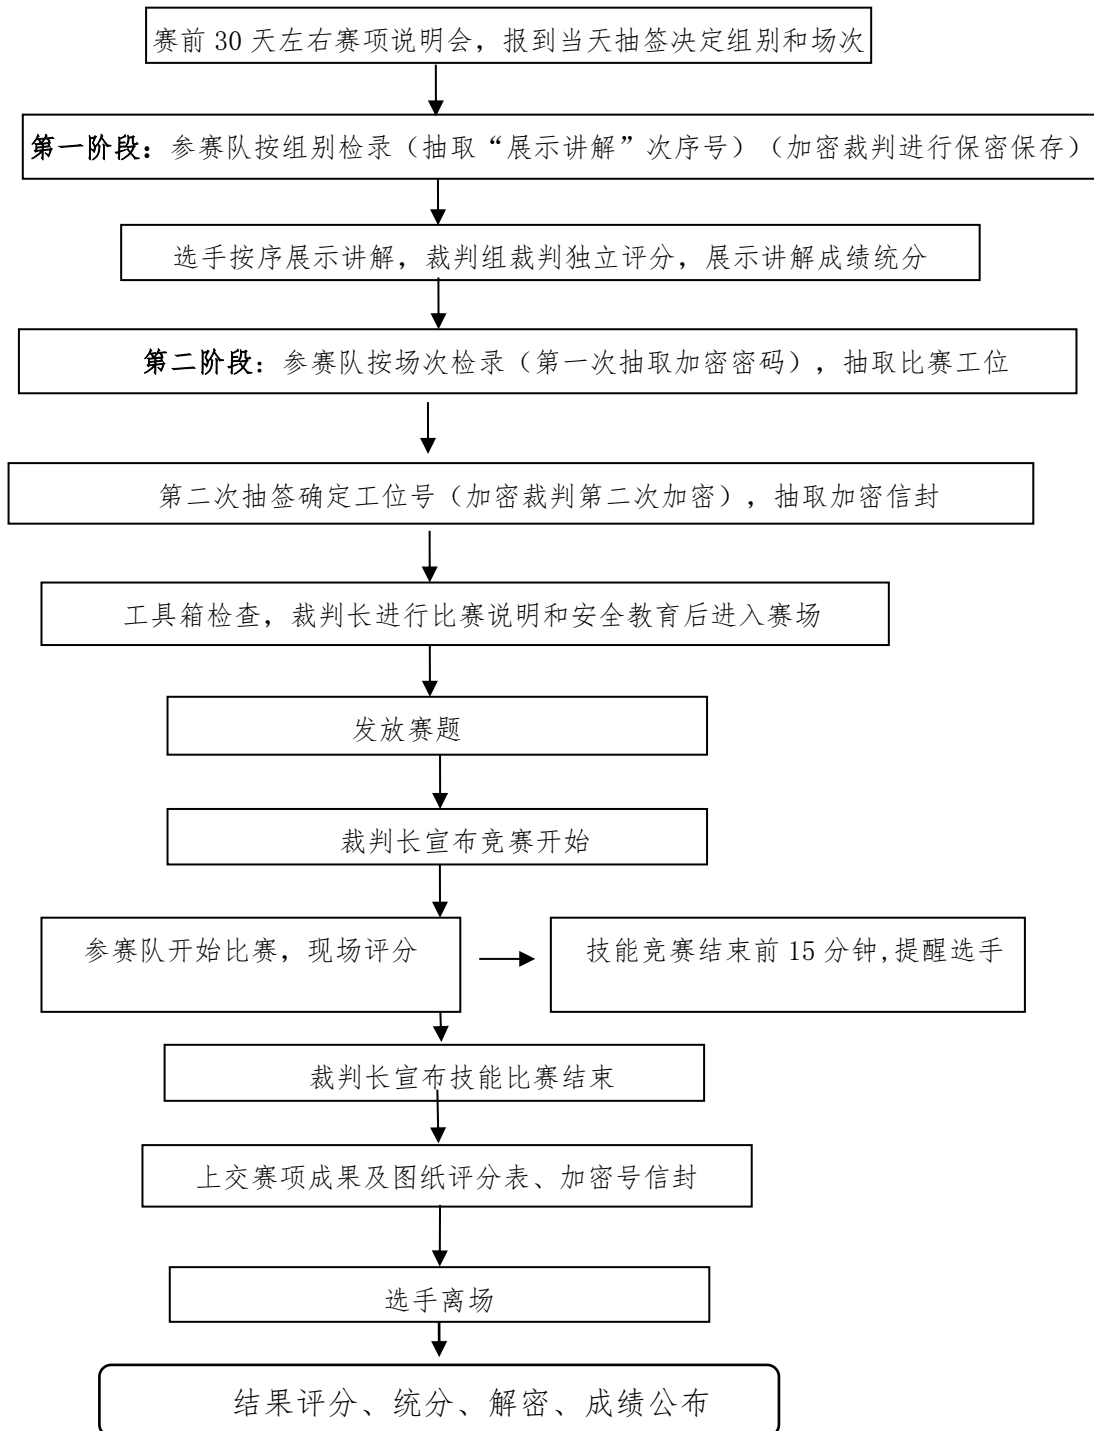 赛前 30 天左右赛项说明会，报到当天抽签决定组别和场次
第一阶段：参赛队按组别检录（抽取“展示讲解”次序号）（加密裁判进行保密保存）
选手按序展示讲解，裁判组裁判独立评分，展示讲解成绩统分
第二阶段：参赛队按场次检录（第一次抽取加密密码），抽取比赛工位
第二次抽签确定工位号（加密裁判第二次加密），抽取加密信封
工具箱检查，裁判长进行比赛说明和安全教育后进入赛场
发放赛题
裁判长宣布竞赛开始
参赛队开始比赛，现场评分
技能竞赛结束前 15 分钟,提醒选手
裁判长宣布技能比赛结束
上交赛项成果及图纸评分表、加密号信封
选手离场
结果评分、统分、解密、成绩公布